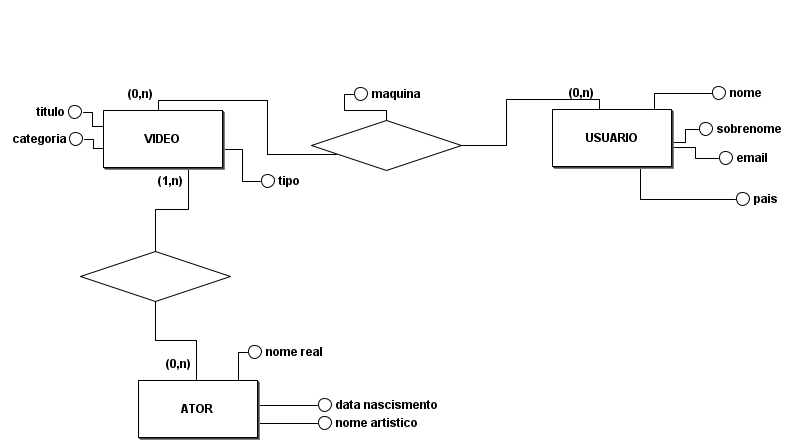 (0,n)
maquina
(0,n)
nome
titulo
VIDEO
USUARIO
sobrenome
categoria
email
(1,n)
tipo
pais
(0,n)
nome real
ATOR
data nascismento
nome artistico